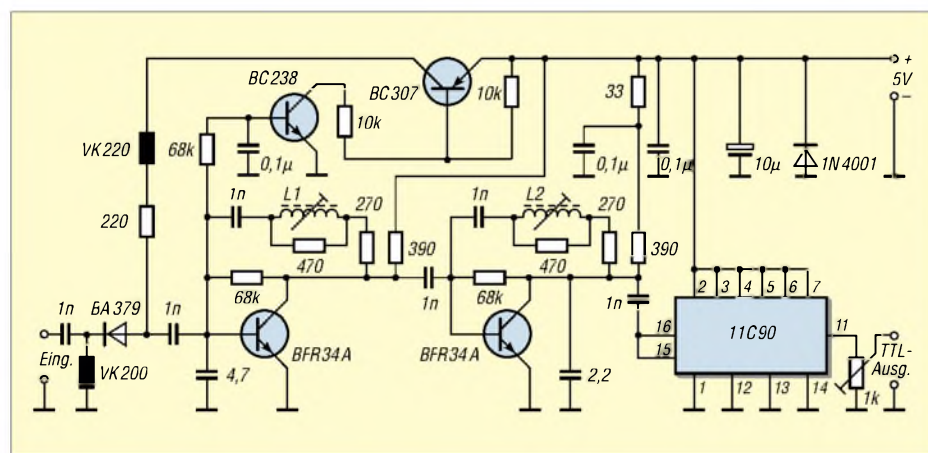 BC238
BC307
10k
33
+
5V
–
VK220
68k
0,1µ
10k
0,1µ
0,1µ
10µ
1N4001
1n
L1
270
1n
L2
270
220
470
390
470
390
68k
1n
68k
1n
2 3 4 5 6 7
1n
BA379
1n
16
11C90
11
Eing.
BFR34A
BFR34A
15
TTL-
Ausg.
VK200
4,7
2,2
1 12 13 14
1k